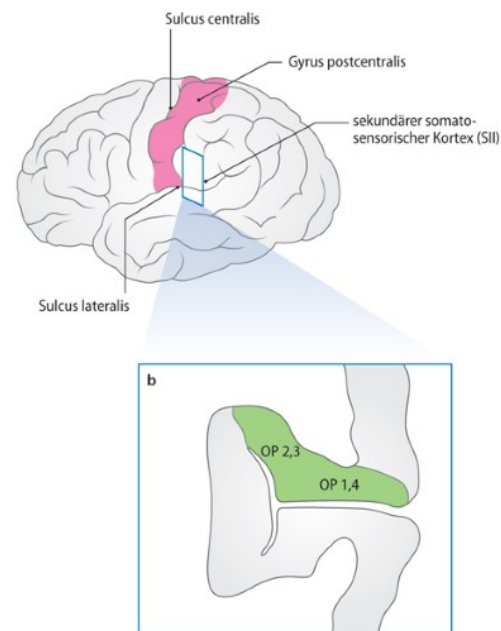 Sulcus centralis
Gyrus postcentralis
sekundärer somato-
sensorischer Kortex (SII)
Sulcus lateralis
b
OP 2,3
OP 1,4